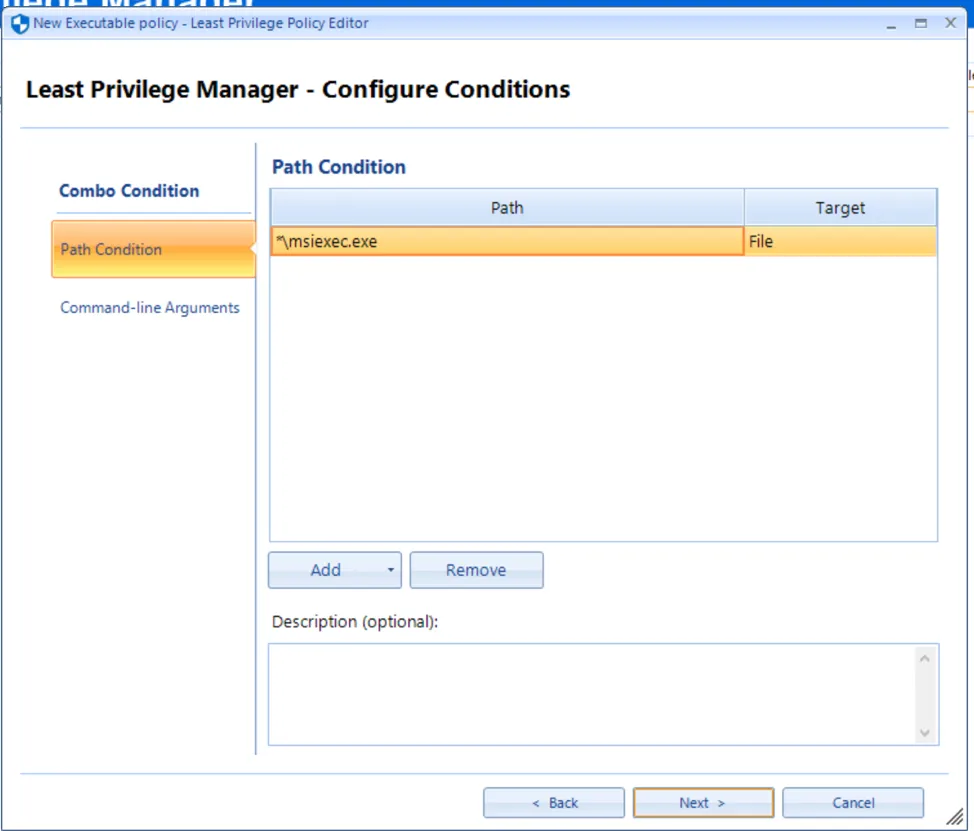 New Executable policy - Least Privilege Policy Editor
Least Privilege Manager - Configure Conditions
Combo Condition
Path Condition
Command-line Arguments
Path Condition
Path Target
*\msiexec.exe File
Add Remove
Description (optional):
< Back Next > Cancel